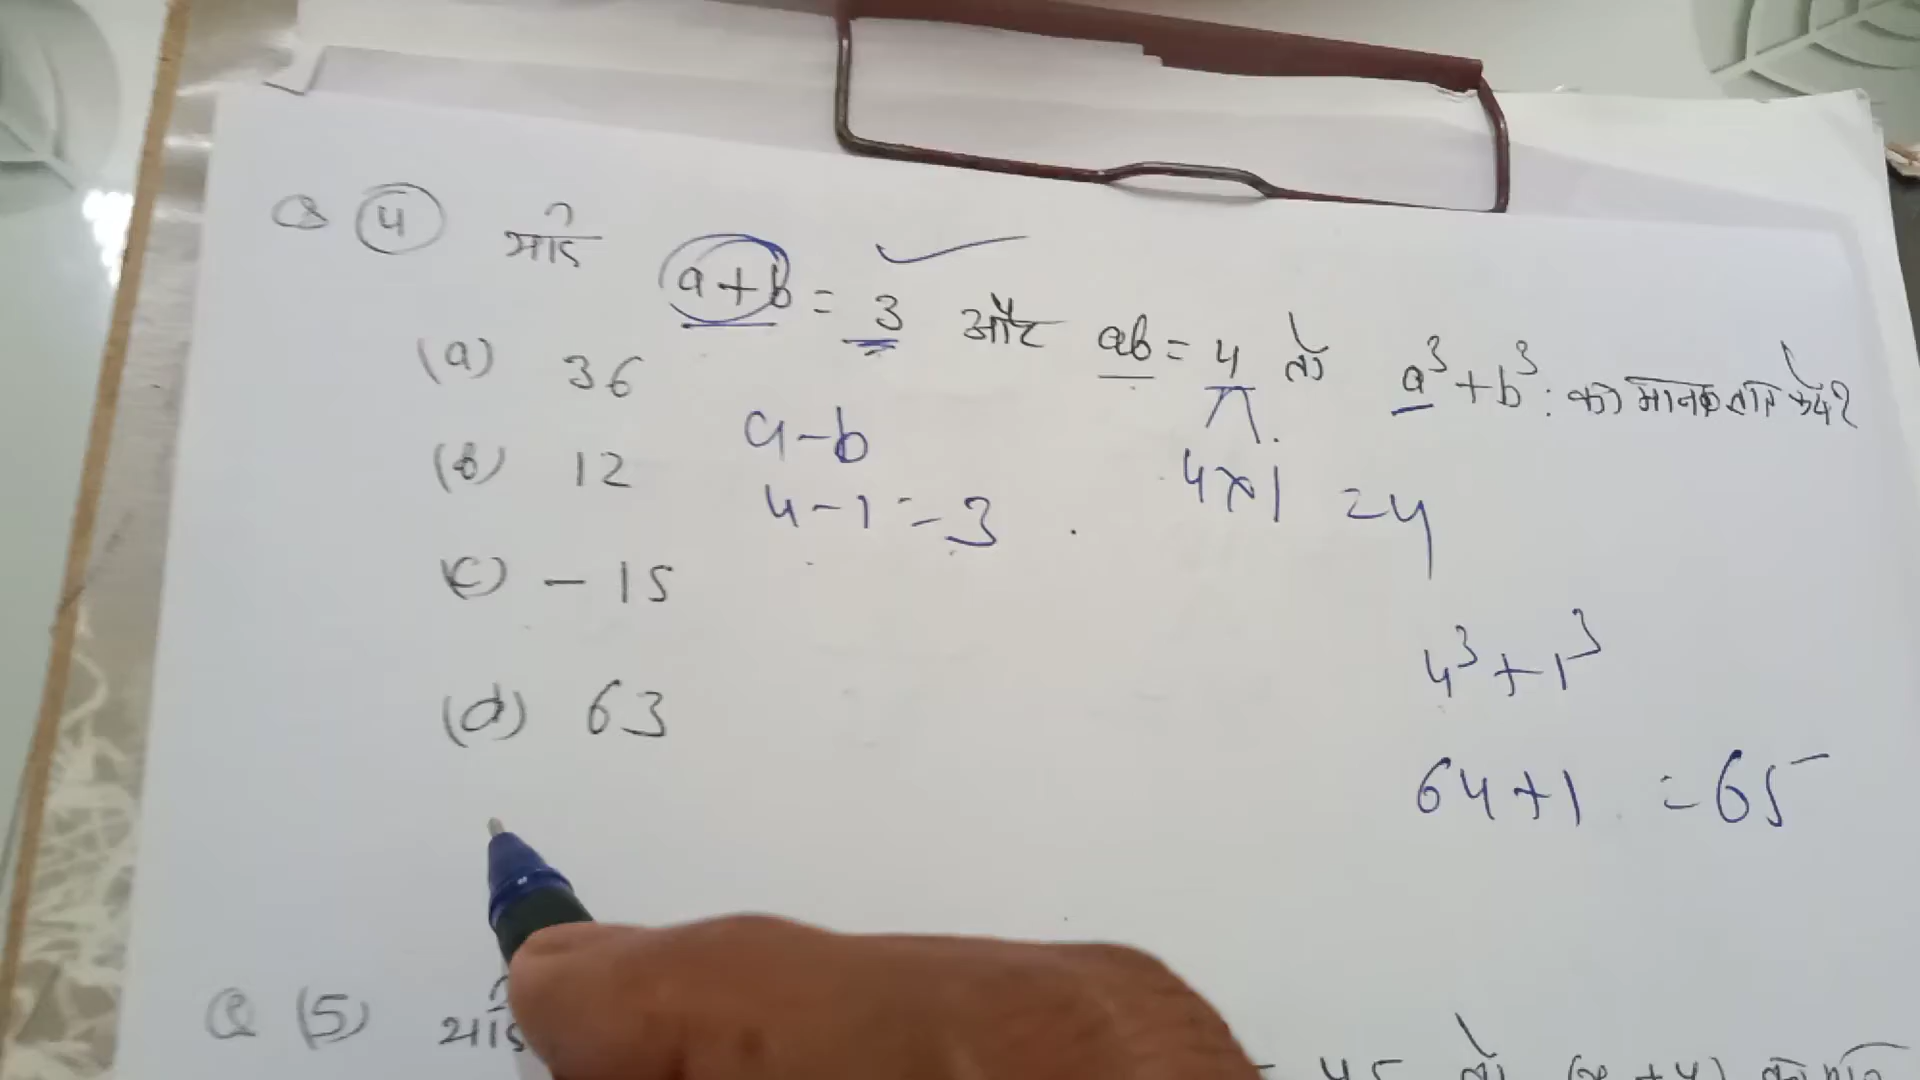 Q (4) यदि a+b = 3 और ab = 4 तो a³+b³ : का मान ज्ञात करें?
(a) 36
(b) 12
(c) -15
(d) 63
a-b
4-1=3
4×1 =4
4³+1³
64+1 =65
Q (5) यदि = 45 तो (x+y) का मान